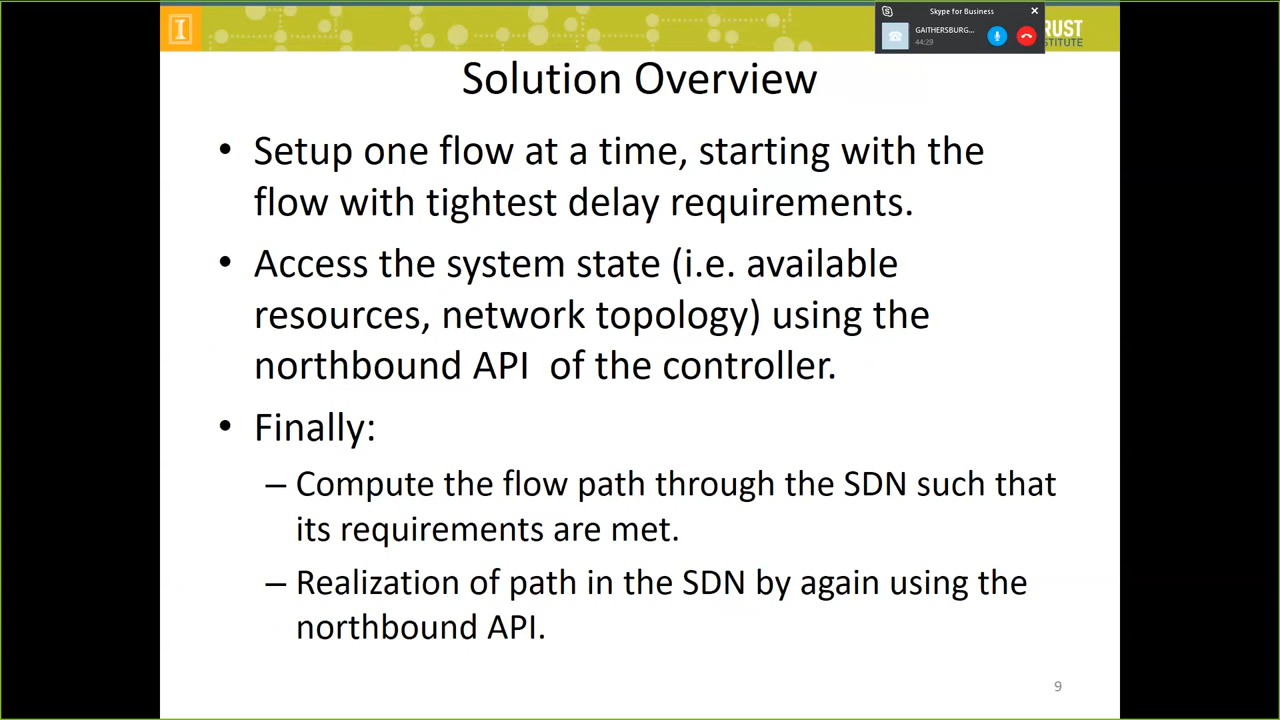 I
Skype for Business
GAITHERSBURG...
44:29
RUST
STITUTE
Solution Overview
• Setup one flow at a time, starting with the
flow with tightest delay requirements.
• Access the system state (i.e. available
resources, network topology) using the
northbound API of the controller.
• Finally:
– Compute the flow path through the SDN such that
its requirements are met.
– Realization of path in the SDN by again using the
northbound API.
9